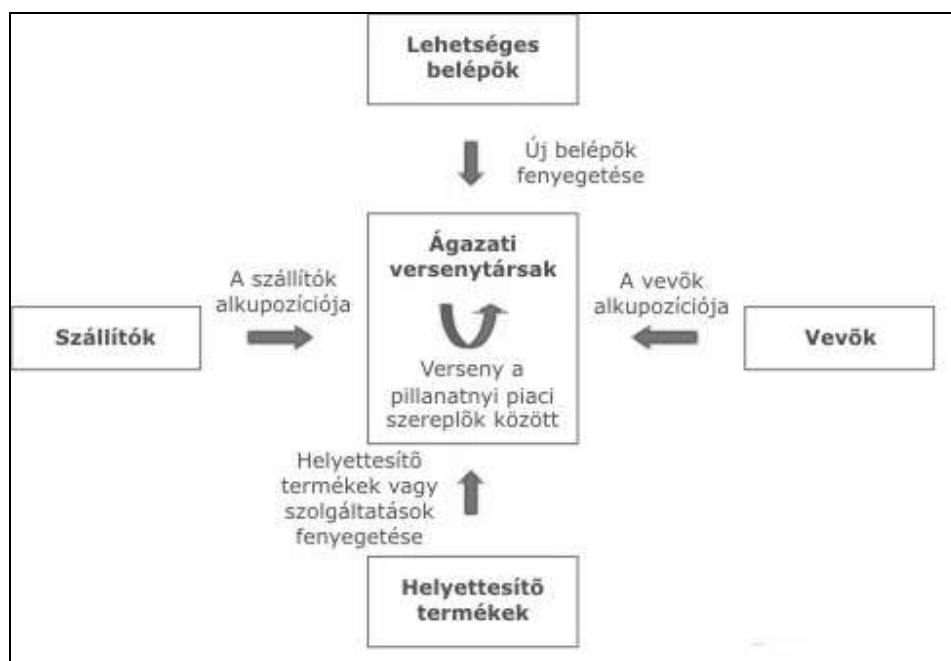 Lehetséges
belépõk
Új belépõk
fenyegetése
Ágazati
versenytársak
A szállítók
alkupozíciója
A vevõk
alkupozíciója
Szállítók
Vevõk
Verseny a
pillanatnyi piaci
szereplõk között
Helyettesítõ
termékek vagy
szolgáltatások
fenyegetése
Helyettesítõ
termékek